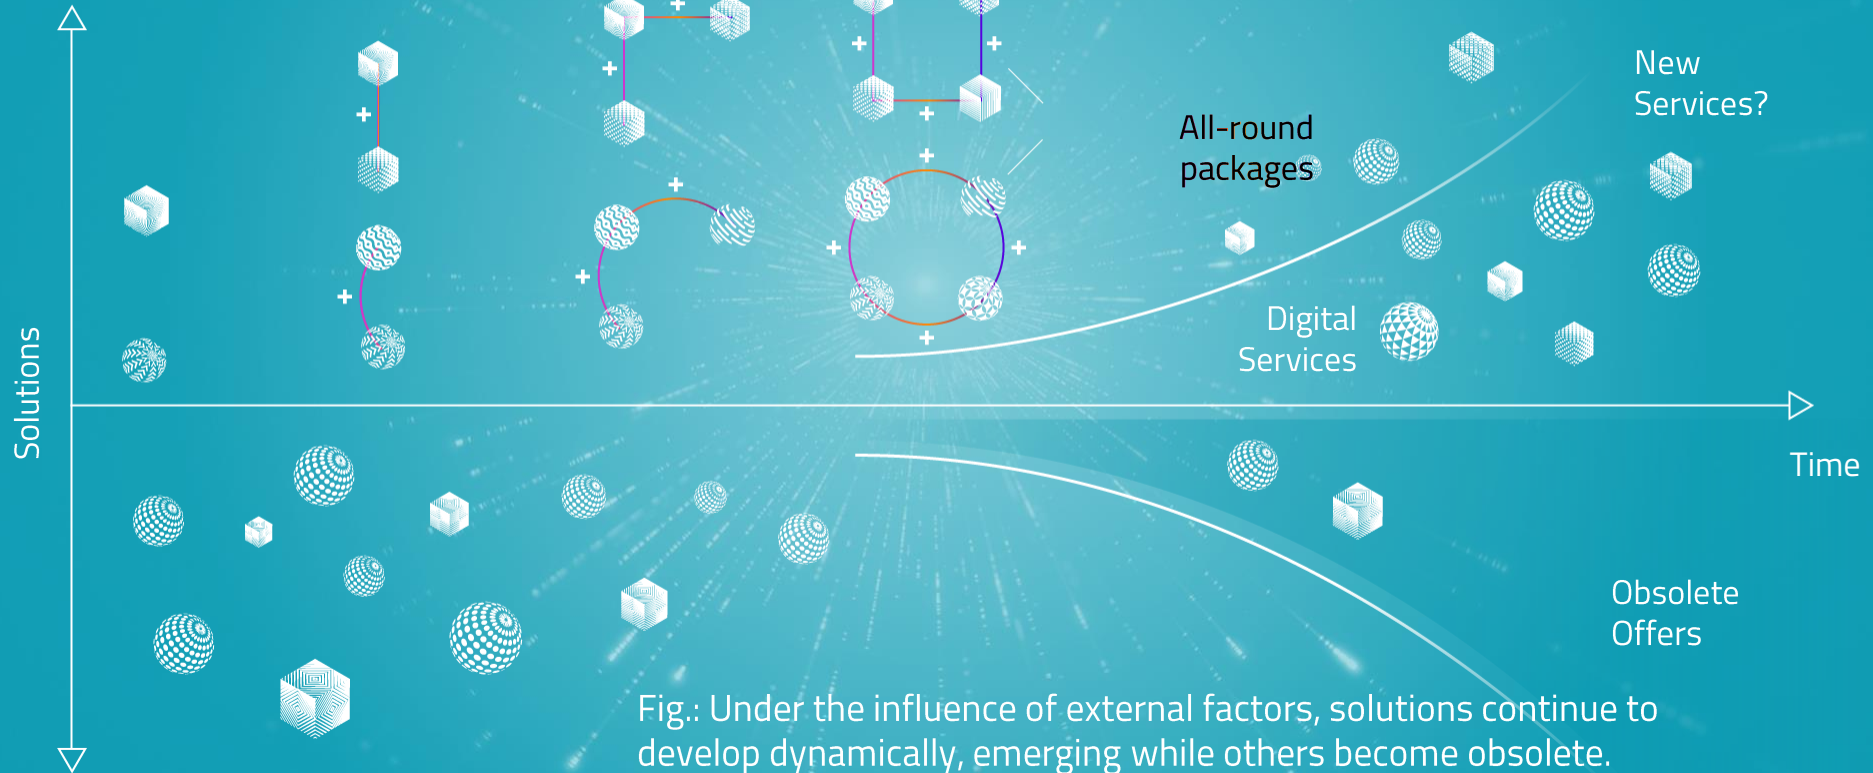 New
Services?
All-round
packages
Digital
Services
Solutions
Time
Obsolete
Offers
Fig.: Under the influence of external factors, solutions continue to
develop dynamically, emerging while others become obsolete.